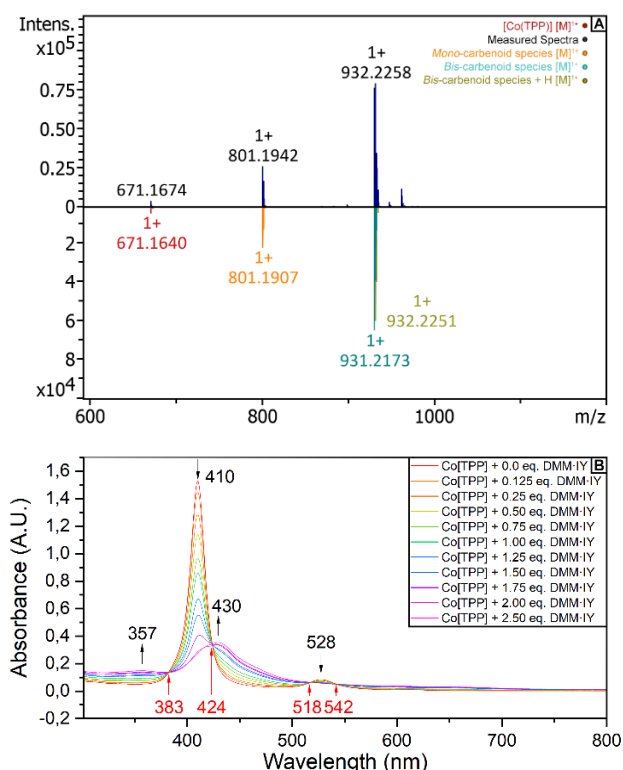 Intens.
x10⁵
A
[Co(TPP)] [M]¹⁺
Measured Spectra
Mono-carbenoid species [M]¹⁺
Bis-carbenoid species [M]¹⁺
Bis-carbenoid species + H [M]¹⁺
1+
932.2258
0.75
0.50
1+
801.1942
0.25
671.1674
0
1+
671.1640
2
1+
801.1907
4
1+
932.2251
6
1+
931.2173
8
x10⁴
600
800
1000
m/z
B
Absorbance (A.U.)
1,6
1,4
1,2
1,0
0,8
0,6
0,4
0,2
0,0
-0,2
410
357
430
528
383
424
518
542
Co[TPP] + 0.0 eq. DMM·IY
Co[TPP] + 0.125 eq. DMM·IY
Co[TPP] + 0.25 eq. DMM·IY
Co[TPP] + 0.50 eq. DMM·IY
Co[TPP] + 0.75 eq. DMM·IY
Co[TPP] + 1.00 eq. DMM·IY
Co[TPP] + 1.25 eq. DMM·IY
Co[TPP] + 1.50 eq. DMM·IY
Co[TPP] + 1.75 eq. DMM·IY
Co[TPP] + 2.00 eq. DMM·IY
Co[TPP] + 2.50 eq. DMM·IY
400
500
600
700
800
Wavelength (nm)